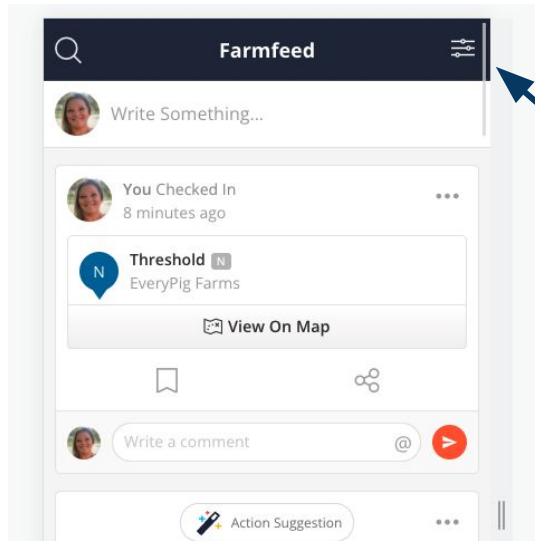 Farmfeed
Write Something...
You Checked In
8 minutes ago
N
Threshold N
EveryPig Farms
View On Map
Write a comment @
Action Suggestion